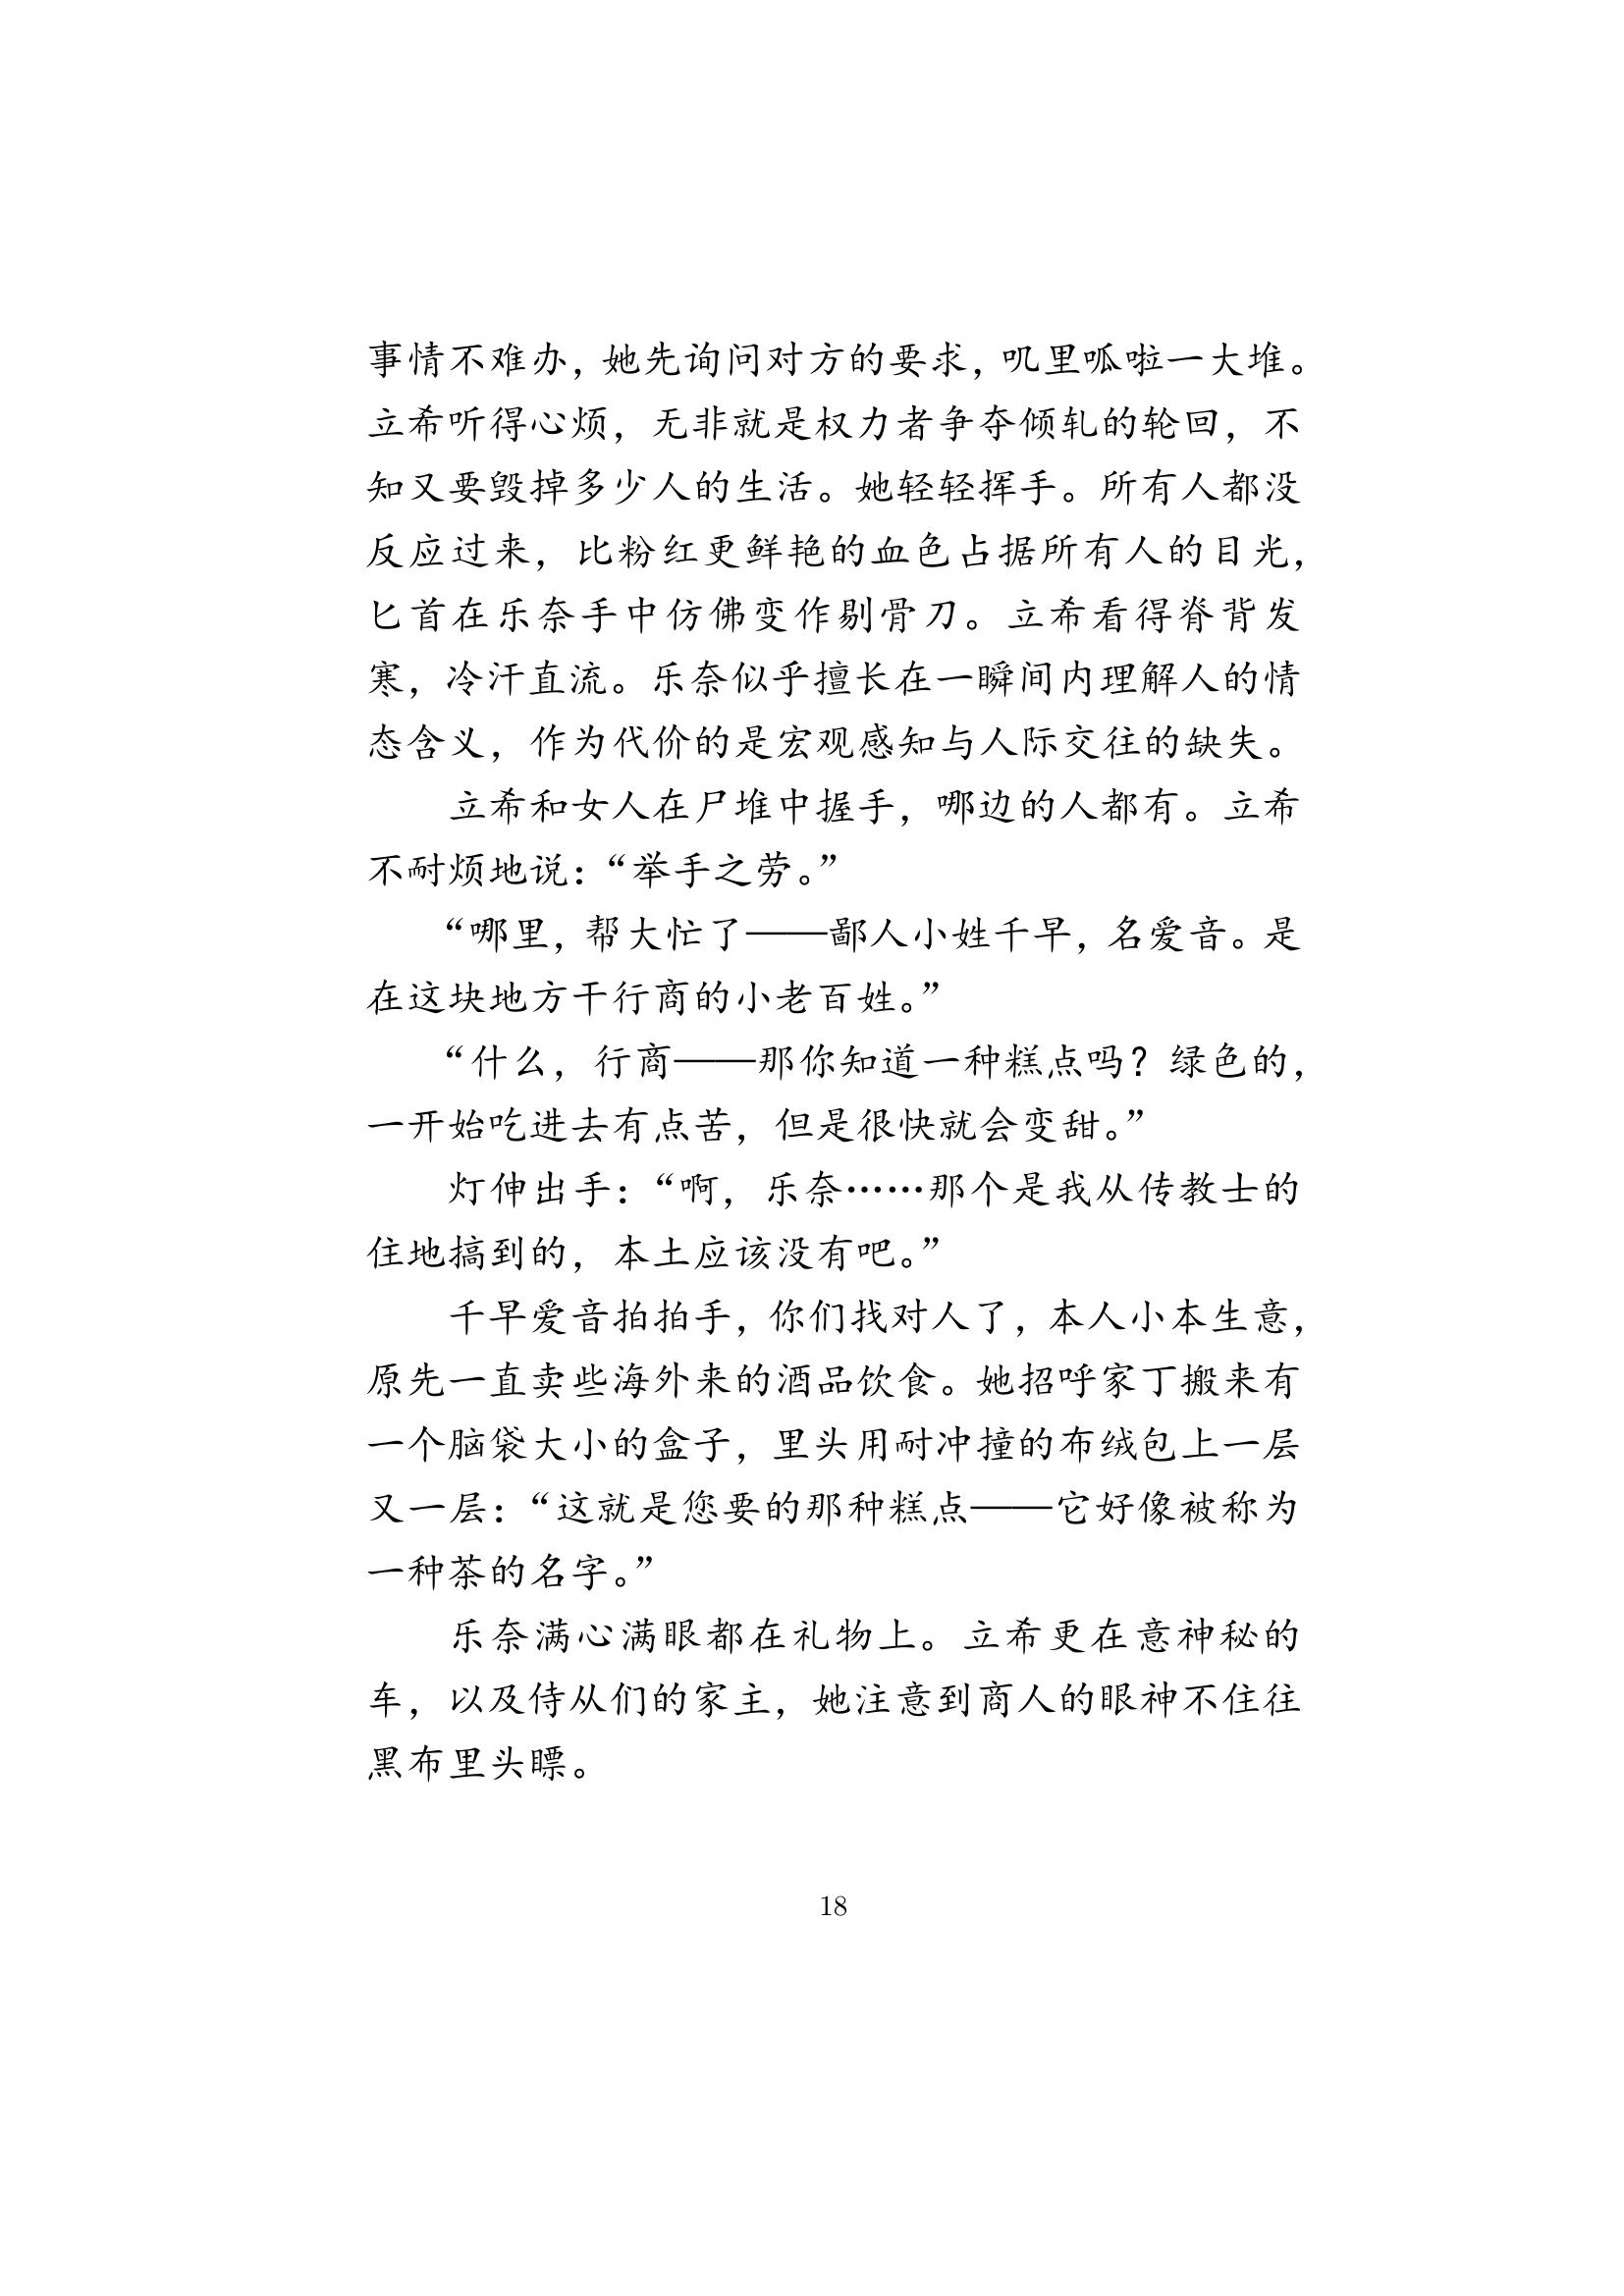 事情不难办，她先询问对方的要求，叽里呱啦一大堆。
立希听得心烦，无非就是权力者争夺倾轧的轮回，不
知又要毁掉多少人的生活。她轻轻挥手。所有人都没
反应过来，比粉红更鲜艳的血色占据所有人的目光，
匕首在乐奈手中仿佛变作剔骨刀。立希看得脊背发
寒，冷汗直流。乐奈似乎擅长在一瞬间内理解人的情
态含义，作为代价的是宏观感知与人际交往的缺失。
立希和女人在尸堆中握手，哪边的人都有。立希
不耐烦地说：“举手之劳。”
“哪里，帮大忙了——鄙人小姓千早，名爱音。是
在这块地方干行商的小老百姓。”
“什么，行商——那你知道一种糕点吗？绿色的，
一开始吃进去有点苦，但是很快就会变甜。”
灯伸出手：“啊，乐奈……那个是我从传教士的
住地搞到的，本土应该没有吧。”
千早爱音拍拍手，你们找对人了，本人小本生意，
原先一直卖些海外来的酒品饮食。她招呼家丁搬来有
一个脑袋大小的盒子，里头用耐冲撞的布绒包上一层
又一层：“这就是您要的那种糕点——它好像被称为
一种茶的名字。”
乐奈满心满眼都在礼物上。立希更在意神秘的
车，以及侍从们的家主，她注意到商人的眼神不住往
黑布里头瞟。
18